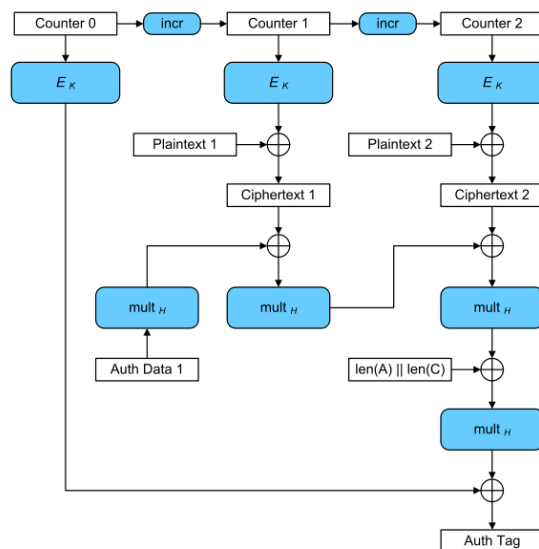 Counter 0
incr
Counter 1
incr
Counter 2
E K
E K
E K
Plaintext 1
Plaintext 2
Ciphertext 1
Ciphertext 2
mult H
mult H
mult H
Auth Data 1
len(A) || len(C)
mult H
Auth Tag